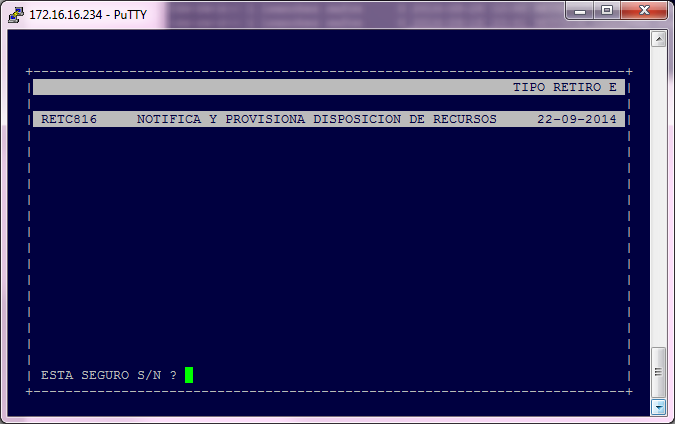 172.16.16.234 - PuTTY
TIPO RETIRO E
RETC816 NOTIFICA Y PROVISIONA DISPOSICION DE RECURSOS 22-09-2014
ESTA SEGURO S/N ?